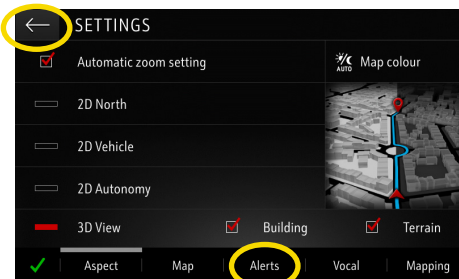 SETTINGS
Automatic zoom setting
AUTO Map colour
2D North
2D Vehicle
2D Autonomy
3D View Building Terrain
Aspect Map Alerts Vocal Mapping